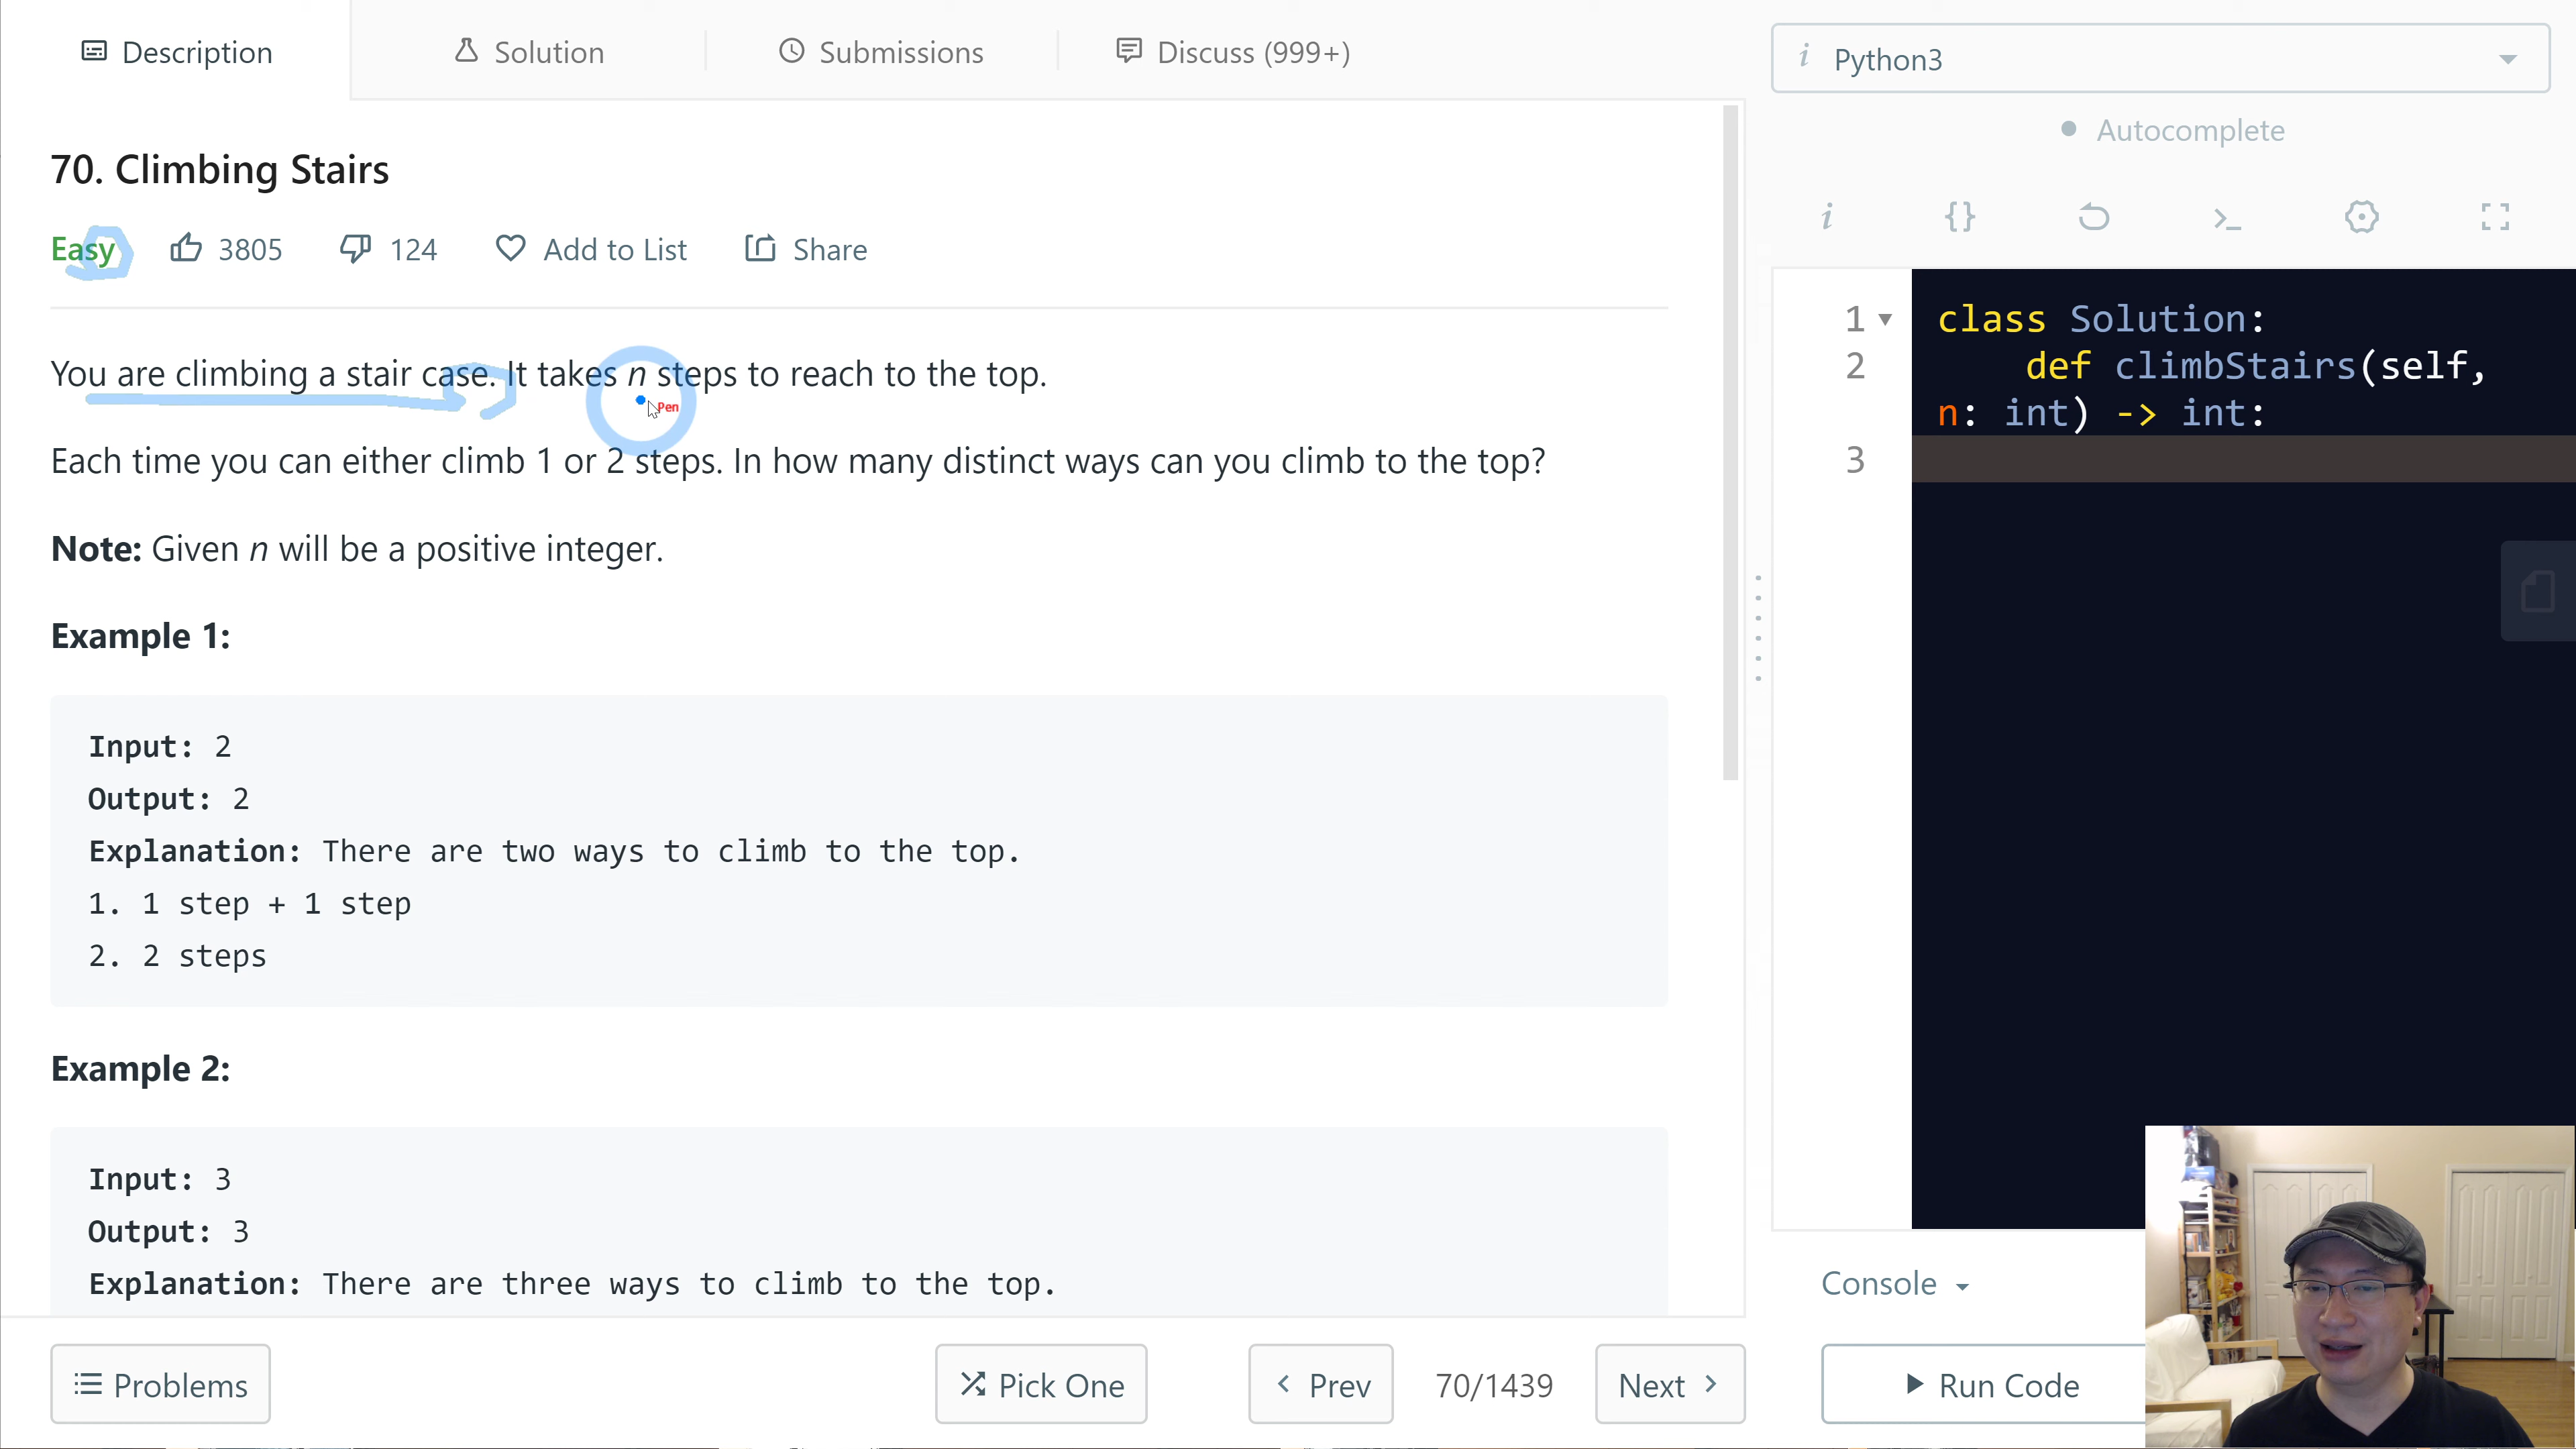 Description Solution Submissions Discuss (999+)
i Python3
Autocomplete
70. Climbing Stairs
Easy 3805 124 Add to List Share
i {} >_
You are climbing a stair case. It takes n steps to reach to the top.
Pen
Each time you can either climb 1 or 2 steps. In how many distinct ways can you climb to the top?
Note: Given n will be a positive integer.
Example 1:
Input: 2
Output: 2
Explanation: There are two ways to climb to the top.
1. 1 step + 1 step
2. 2 steps
Example 2:
Input: 3
Output: 3
Explanation: There are three ways to climb to the top.
1 class Solution:
2 def climbStairs(self,
n: int) -> int:
3
Console
Problems Pick One < Prev 70/1439 Next > Run Code